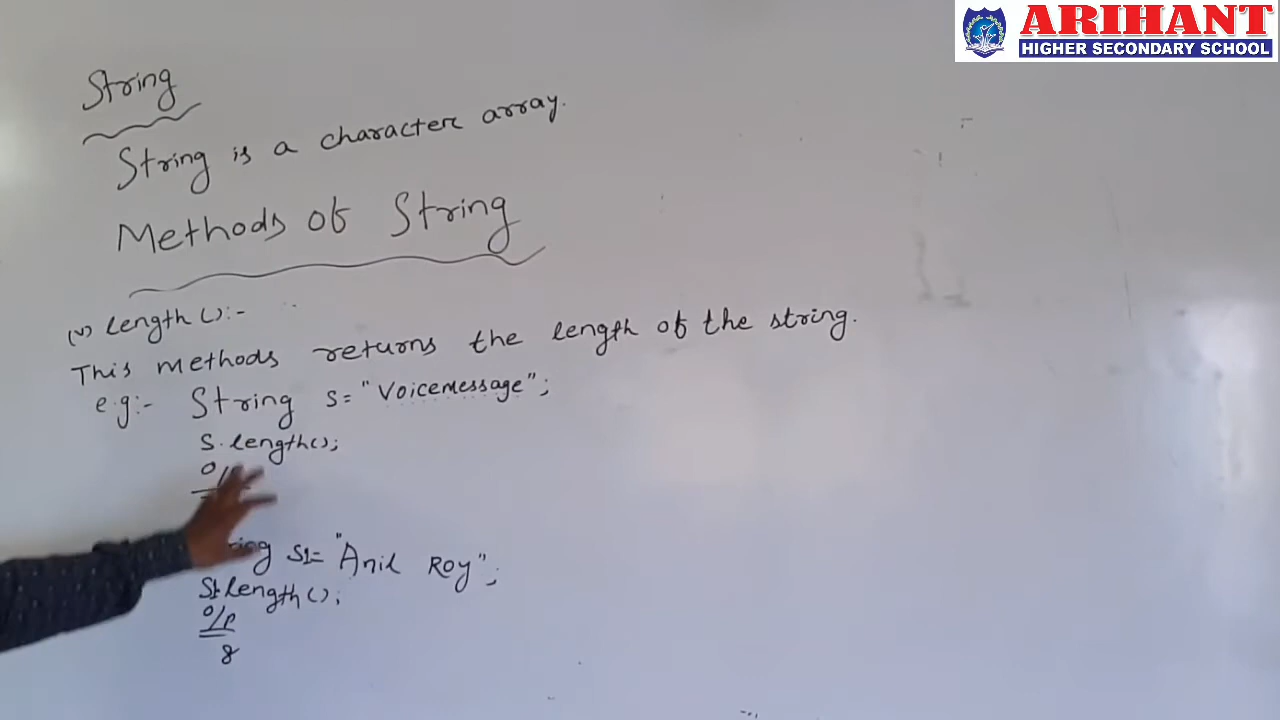 ARIHANT
HIGHER SECONDARY SCHOOL
String
String is a character array.
Methods of String
(v) length():-
This methods returns the length of the string.
e.g:- String s= "Voicemessage";
s.length();
String s1= "Anil Roy";
S1.length();
O/P
8